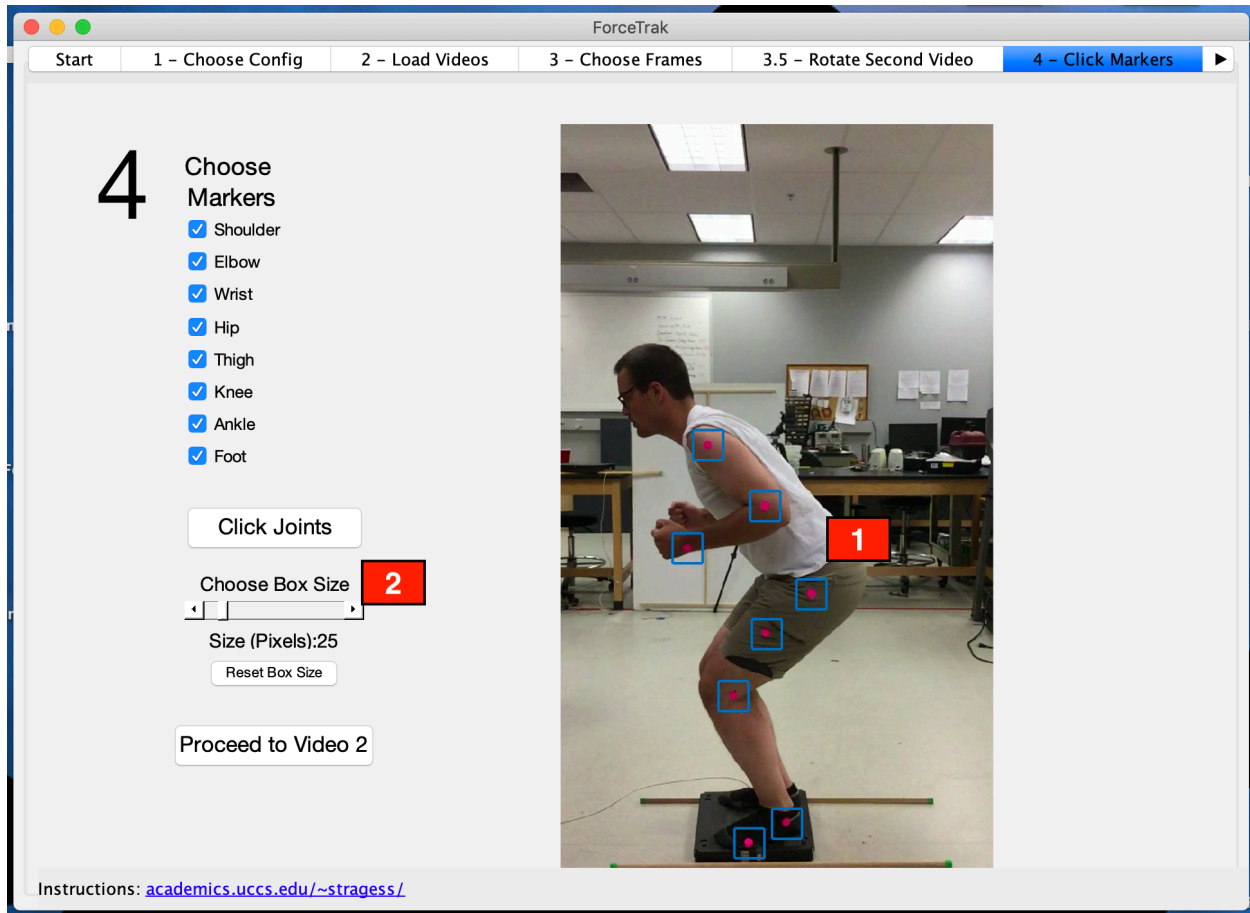 ForceTrak
Start
1 – Choose Config
2 – Load Videos
3 – Choose Frames
3.5 – Rotate Second Video
4 – Click Markers
4
Choose
Markers
Shoulder
Elbow
Wrist
Hip
Thigh
Knee
Ankle
Foot
Click Joints
Choose Box Size
2
Size (Pixels):25
Reset Box Size
Proceed to Video 2
1
Instructions: academics.uccs.edu/~stragess/